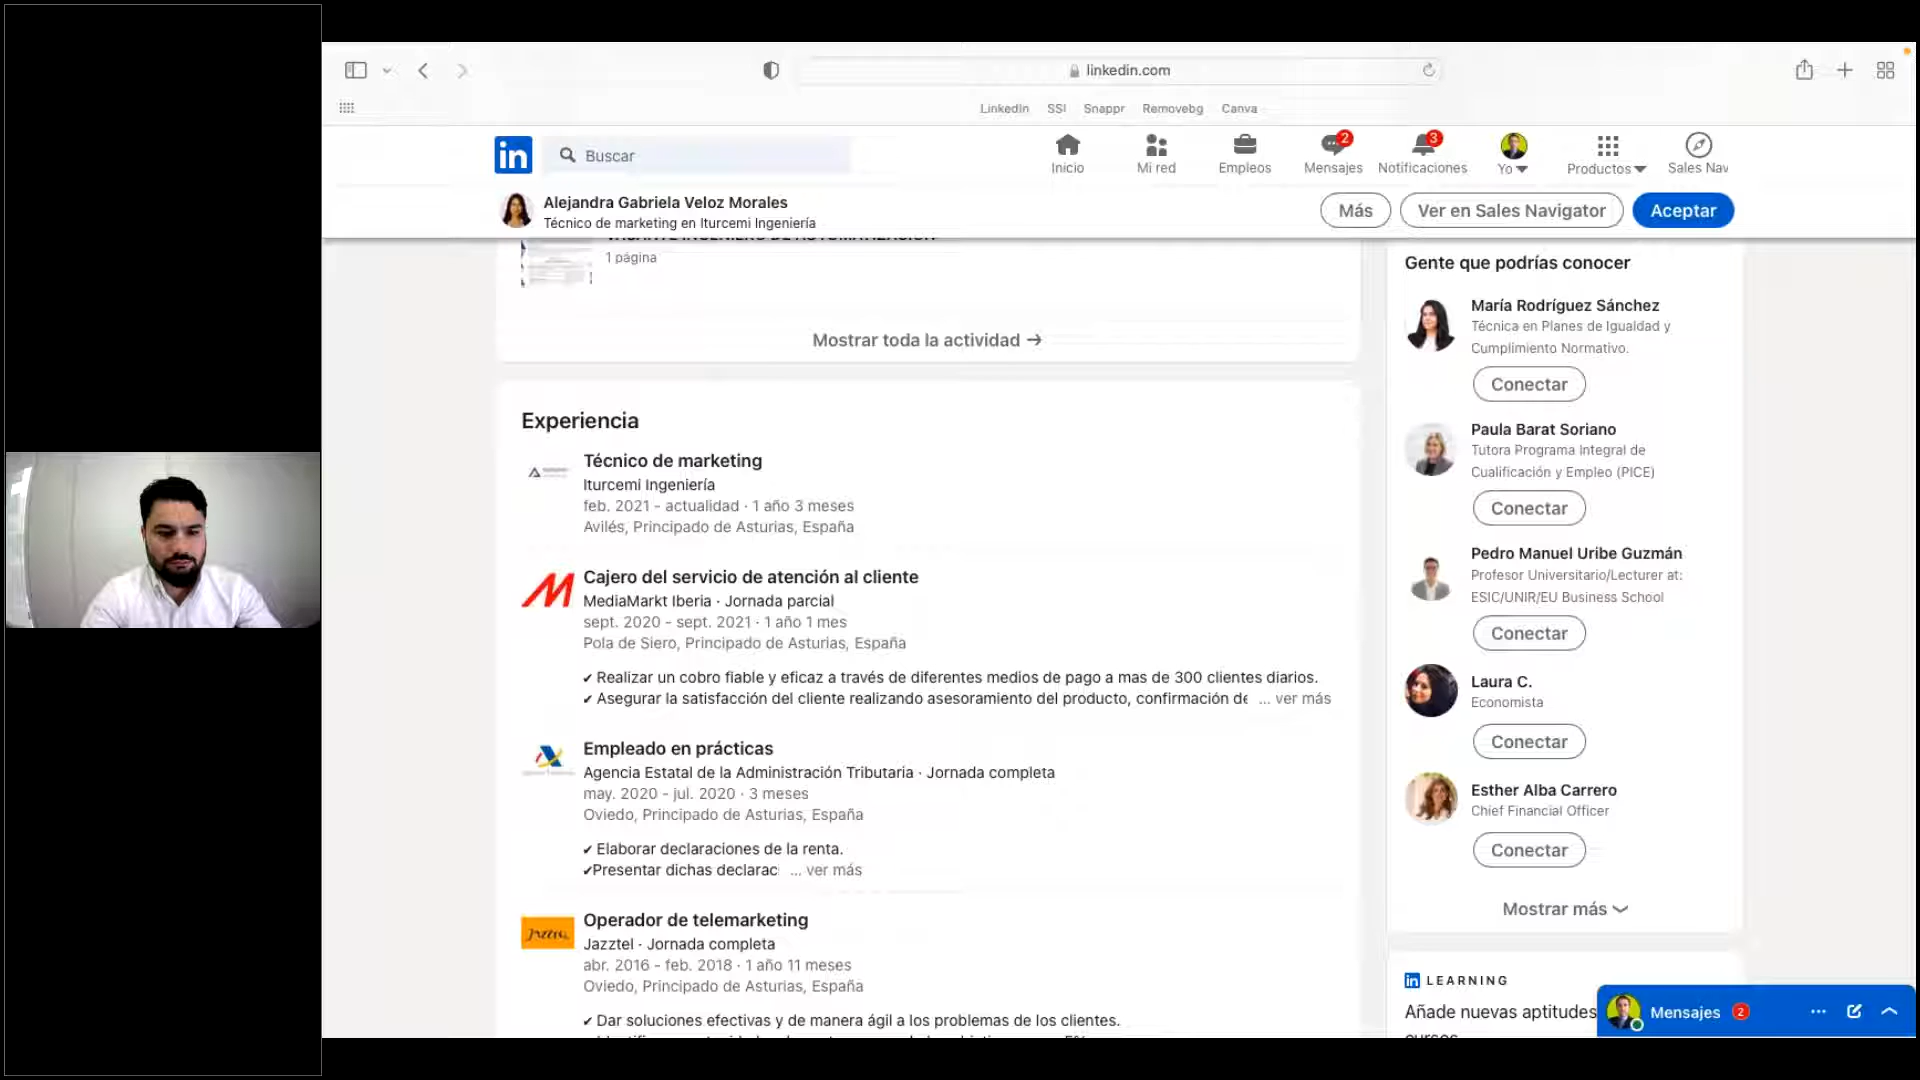 linkedin.com
LinkedIn SSI Snappr Removebg Canva
in Buscar
Inicio
Mi red
Empleos
2 Mensajes
3 Notificaciones
Yo
Productos
Sales Nav
Alejandra Gabriela Veloz Morales
Técnico de marketing en Iturcemi Ingeniería
Más
Ver en Sales Navigator
Aceptar
VACANTE INGENIERO DE AUTOMATIZACIÓN
1 página
Mostrar toda la actividad →
Experiencia
Técnico de marketing
Iturcemi Ingeniería
feb. 2021 - actualidad · 1 año 3 meses
Avilés, Principado de Asturias, España
Cajero del servicio de atención al cliente
MediaMarkt Iberia · Jornada parcial
sept. 2020 - sept. 2021 · 1 año 1 mes
Pola de Siero, Principado de Asturias, España
✔ Realizar un cobro fiable y eficaz a través de diferentes medios de pago a mas de 300 clientes diarios.
✔ Asegurar la satisfacción del cliente realizando asesoramiento del producto, confirmación de ... ver más
Empleado en prácticas
Agencia Estatal de la Administración Tributaria · Jornada completa
may. 2020 - jul. 2020 · 3 meses
Oviedo, Principado de Asturias, España
✔ Elaborar declaraciones de la renta.
✔Presentar dichas declarac ... ver más
Jazztel
Operador de telemarketing
Jazztel · Jornada completa
abr. 2016 - feb. 2018 · 1 año 11 meses
Oviedo, Principado de Asturias, España
✔ Dar soluciones efectivas y de manera ágil a los problemas de los clientes.
Gente que podrías conocer
María Rodríguez Sánchez
Técnica en Planes de Igualdad y
Cumplimiento Normativo.
Conectar
Paula Barat Soriano
Tutora Programa Integral de
Cualificación y Empleo (PICE)
Conectar
Pedro Manuel Uribe Guzmán
Profesor Universitario/Lecturer at:
ESIC/UNIR/EU Business School
Conectar
Laura C.
Economista
Conectar
Esther Alba Carrero
Chief Financial Officer
Conectar
Mostrar más
in LEARNING
Añade nuevas aptitudes
cursos
Mensajes 2